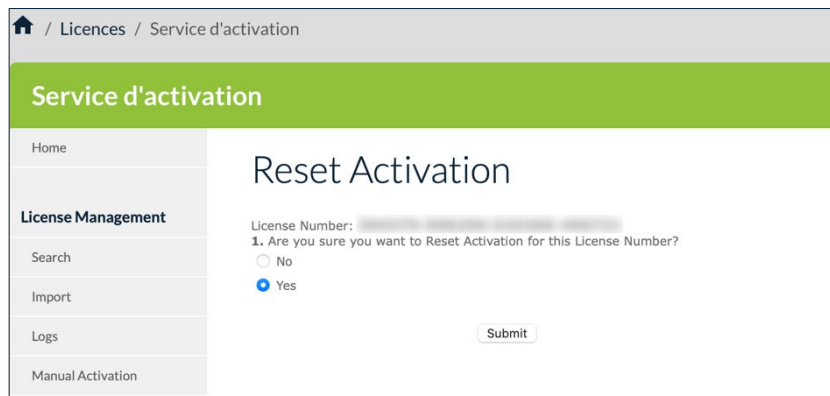 / Licences / Service d'activation
Service d'activation
Home
License Management
Search
Import
Logs
Manual Activation
Reset Activation
License Number:
1. Are you sure you want to Reset Activation for this License Number?
No
Yes
Submit